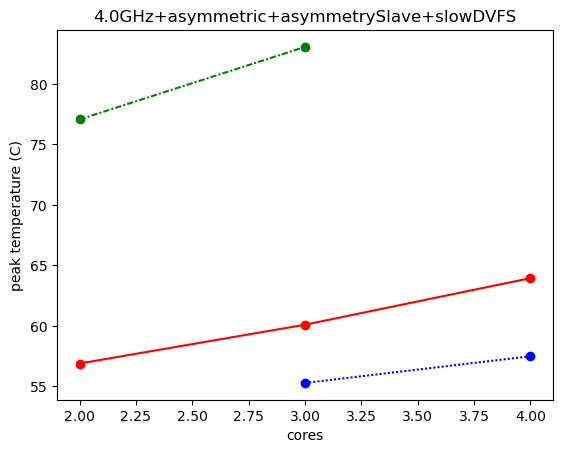 4.0GHz+asymmetric+asymmetrySlave+slowDVFS
peak temperature (C)
80
75
70
65
60
55
2.00 2.25 2.50 2.75 3.00 3.25 3.50 3.75 4.00
cores